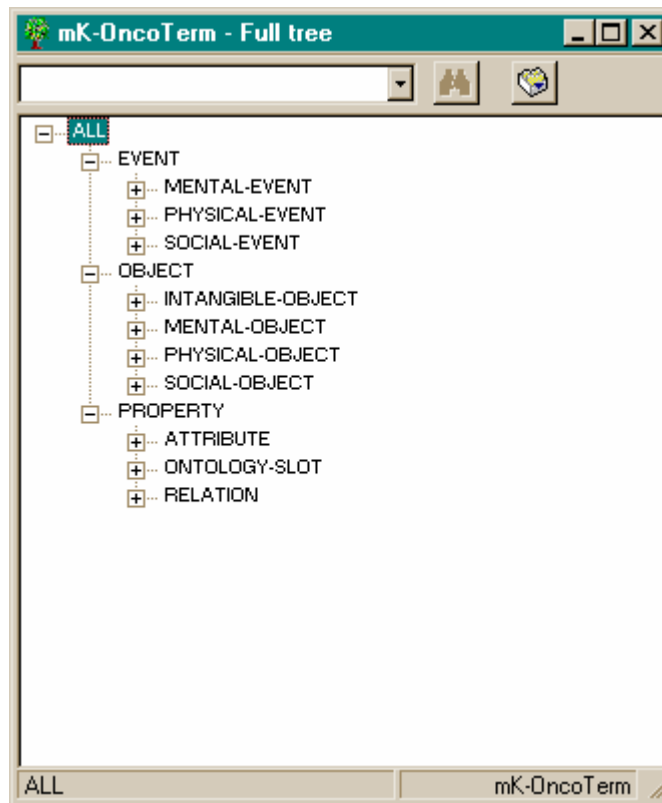 mK-OncoTerm - Full tree
ALL
EVENT
MENTAL-EVENT
PHYSICAL-EVENT
SOCIAL-EVENT
OBJECT
INTANGIBLE-OBJECT
MENTAL-OBJECT
PHYSICAL-OBJECT
SOCIAL-OBJECT
PROPERTY
ATTRIBUTE
ONTOLOGY-SLOT
RELATION
ALL mK-OncoTerm